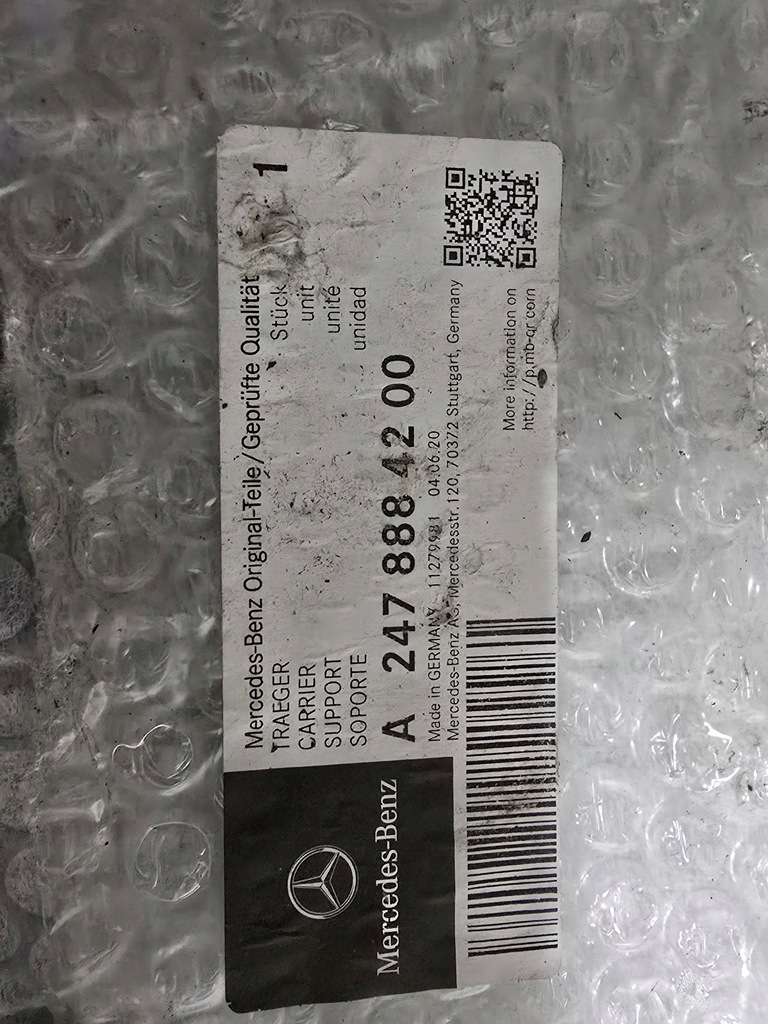 Mercedes-Benz
Mercedes-Benz Original-Teile/Geprüfte Qualität
TRAEGER Stück 1
CARRIER unit
SUPPORT unité
SOPORTE unidad
A 247 888 42 00
Made in GERMANY 04.06.20
Mercedes-Benz AG, Mercedesstr.120, 70372 Stuttgart, Germany
More information on
http://p.mb-qr.com